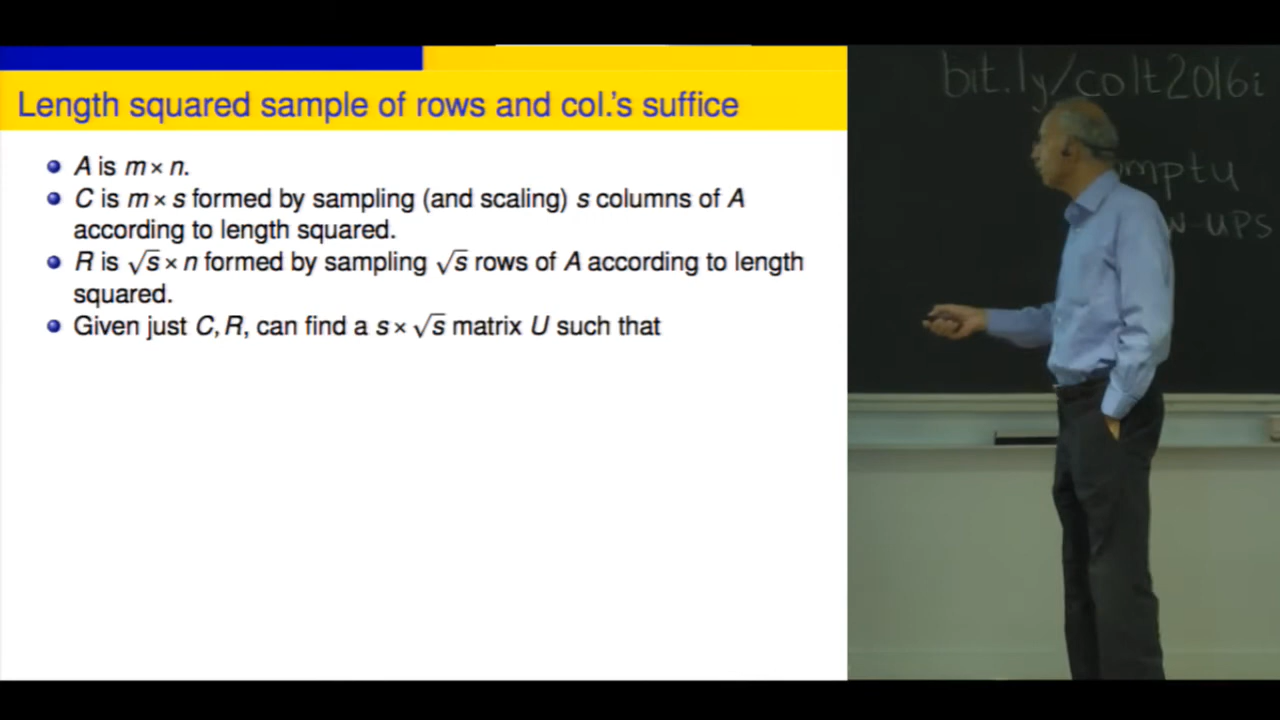 Length squared sample of rows and col.'s suffice
A is m × n.
C is m × s formed by sampling (and scaling) s columns of A
according to length squared.
R is √s × n formed by sampling √s rows of A according to length
squared.
Given just C, R, can find a s × √s matrix U such that
bit.ly/colt2016i
mptu
W-UPS